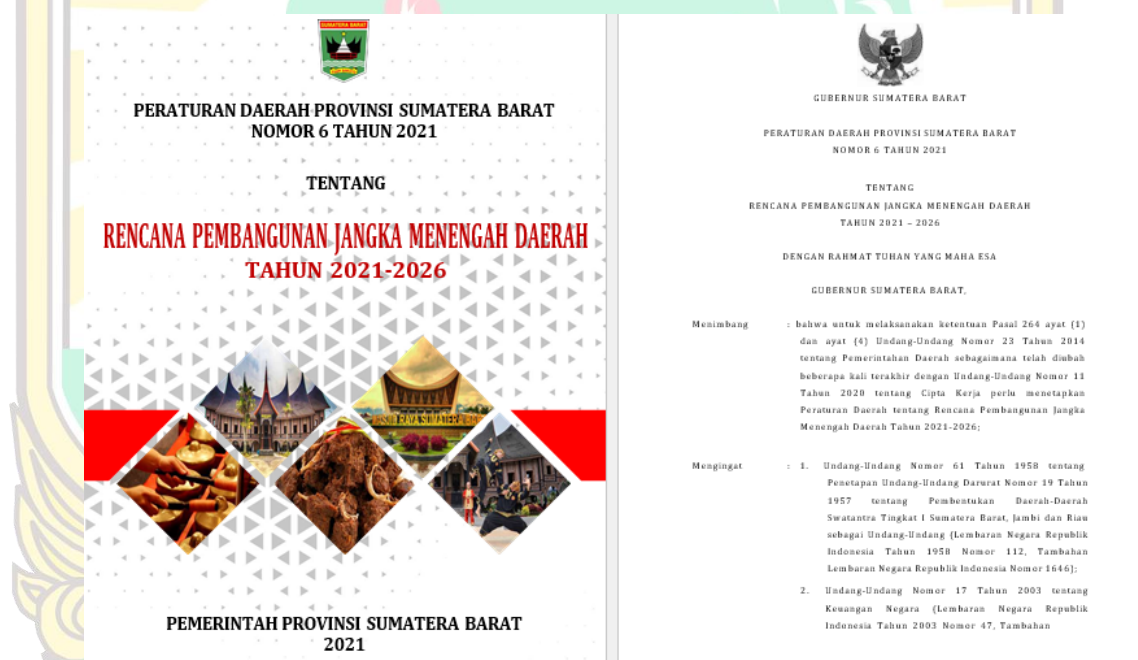 SUMATERA BARAT
PERATURAN DAERAH PROVINSI SUMATERA BARAT
NOMOR 6 TAHUN 2021
TENTANG
RENCANA PEMBANGUNAN JANGKA MENENGAH DAERAH
TAHUN 2021-2026
PEMERINTAH PROVINSI SUMATERA BARAT
2021
GUBERNUR SUMATERA BARAT
PERATURAN DAERAH PROVINSI SUMATERA BARAT
NOMOR 6 TAHUN 2021
TENTANG
RENCANA PEMBANGUNAN JANGKA MENENGAH DAERAH
TAHUN 2021 – 2026
DENGAN RAHMAT TUHAN YANG MAHA ESA
GUBERNUR SUMATERA BARAT,
Menimbang : bahwa untuk melaksanakan ketentuan Pasal 264 ayat (1)
dan ayat (4) Undang-Undang Nomor 23 Tahun 2014
tentang Pemerintahan Daerah sebagaimana telah diubah
beberapa kali terakhir dengan Undang-Undang Nomor 11
Tahun 2020 tentang Cipta Kerja perlu menetapkan
Peraturan Daerah tentang Rencana Pembangunan Jangka
Menengah Daerah Tahun 2021-2026;
Mengingat : 1. Undang-Undang Nomor 61 Tahun 1958 tentang
Penetapan Undang-Undang Darurat Nomor 19 Tahun
1957 tentang Pembentukan Daerah-Daerah
Swatantra Tingkat I Sumatera Barat, Jambi dan Riau
sebagai Undang-Undang (Lembaran Negara Republik
Indonesia Tahun 1958 Nomor 112, Tambahan
Lembaran Negara Republik Indonesia Nomor 1646);
2. Undang-Undang Nomor 17 Tahun 2003 tentang
Keuangan Negara (Lembaran Negara Republik
Indonesia Tahun 2003 Nomor 47, Tambahan